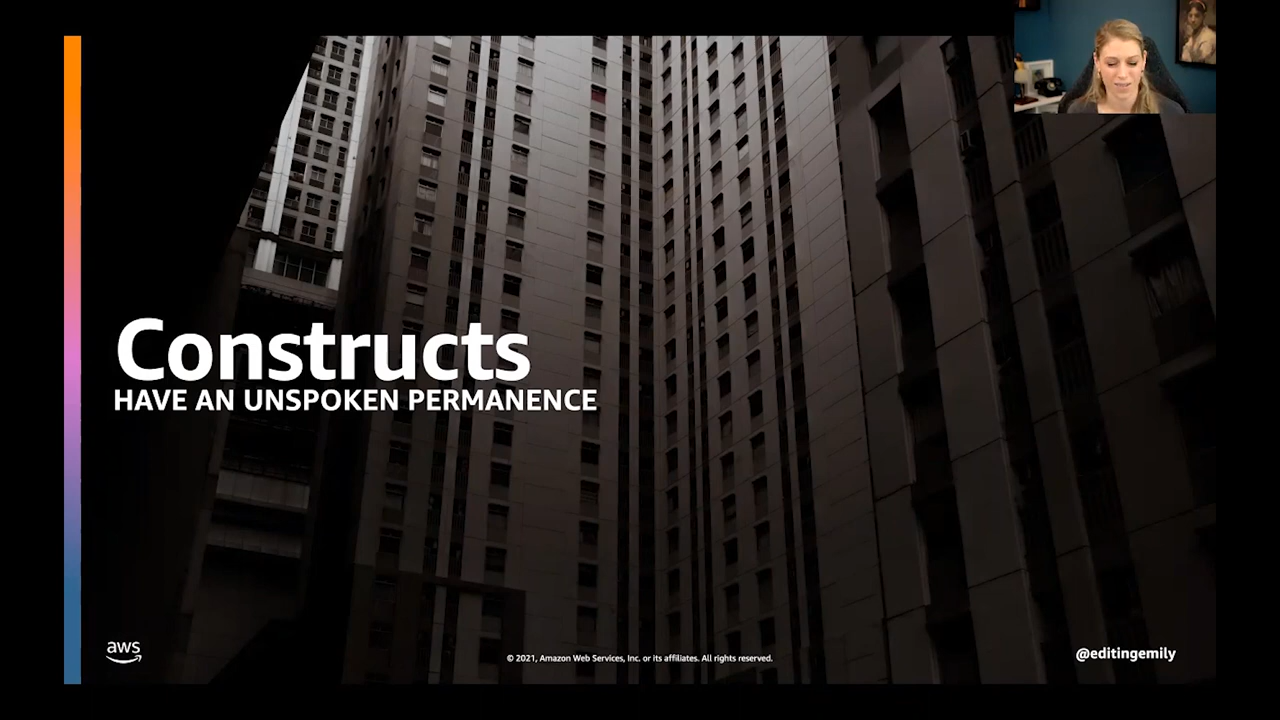 Constructs
HAVE AN UNSPOKEN PERMANENCE
aws
© 2021, Amazon Web Services, Inc. or its affiliates. All rights reserved.
@editingemily